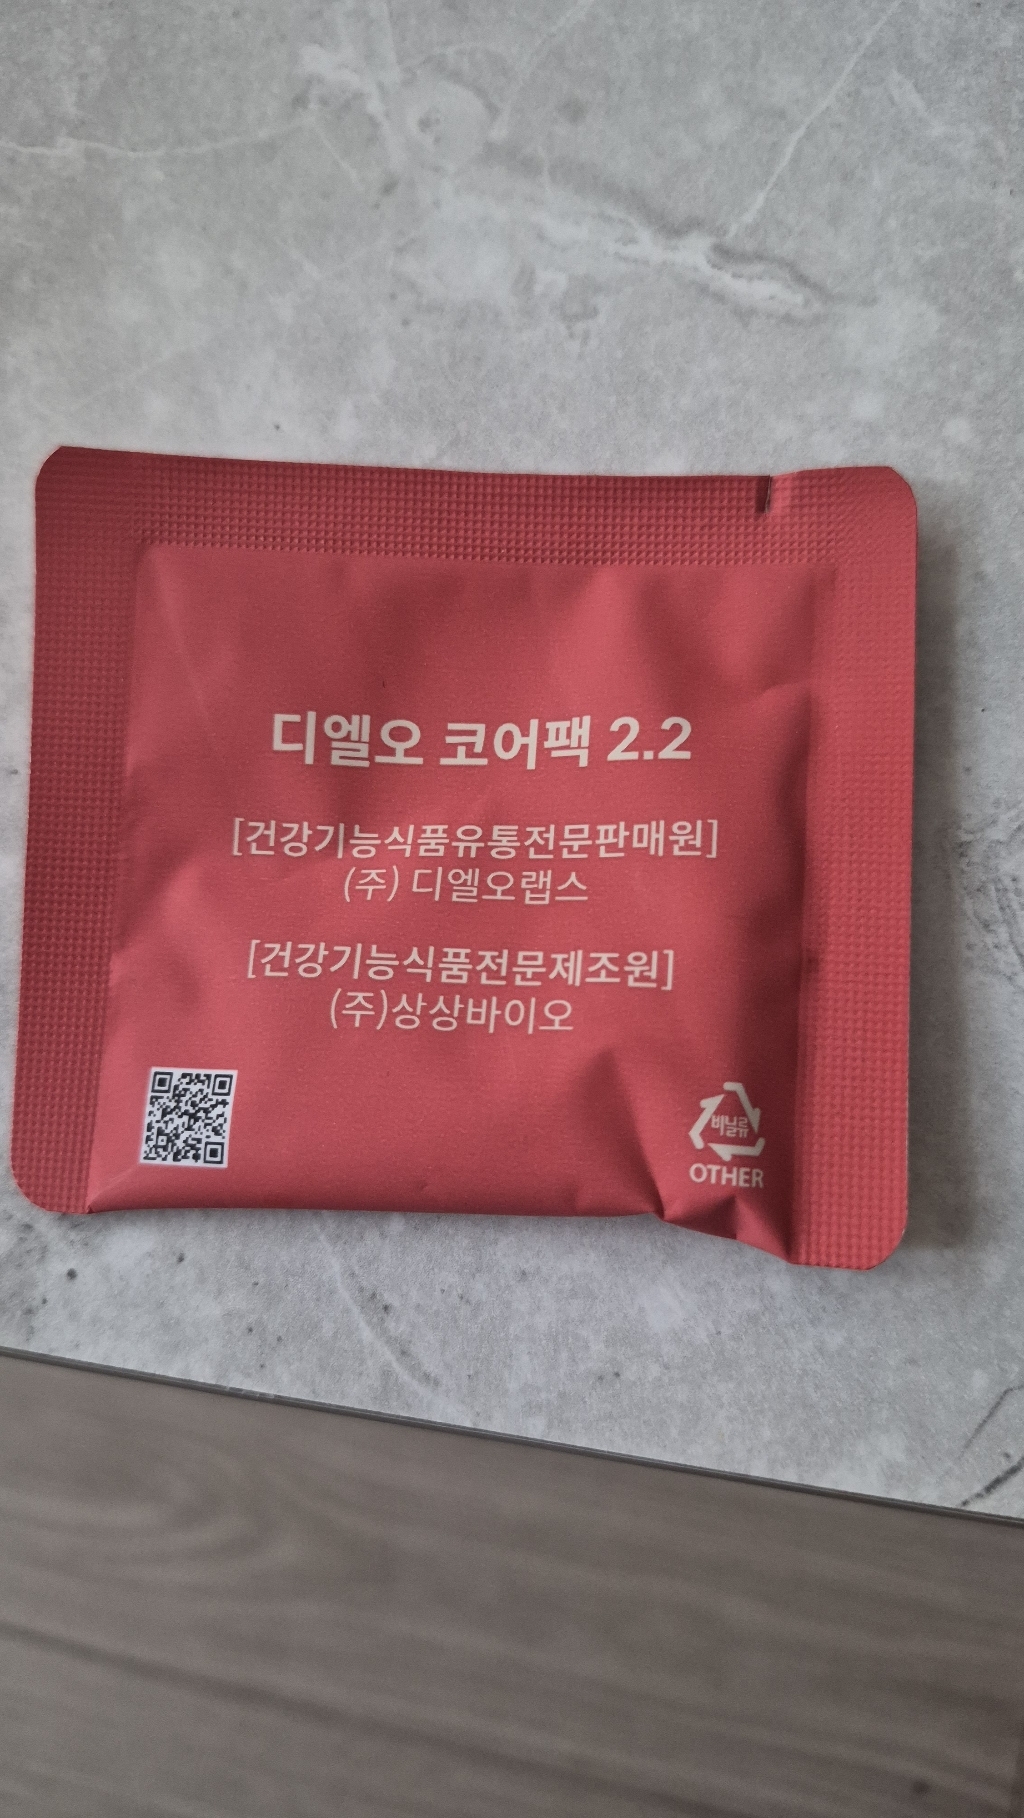 디엘오 코어팩 2.2
[건강기능식품유통전문판매원]
(주) 디엘오랩스
[건강기능식품전문제조원]
(주)상상바이오
비닐류
OTHER